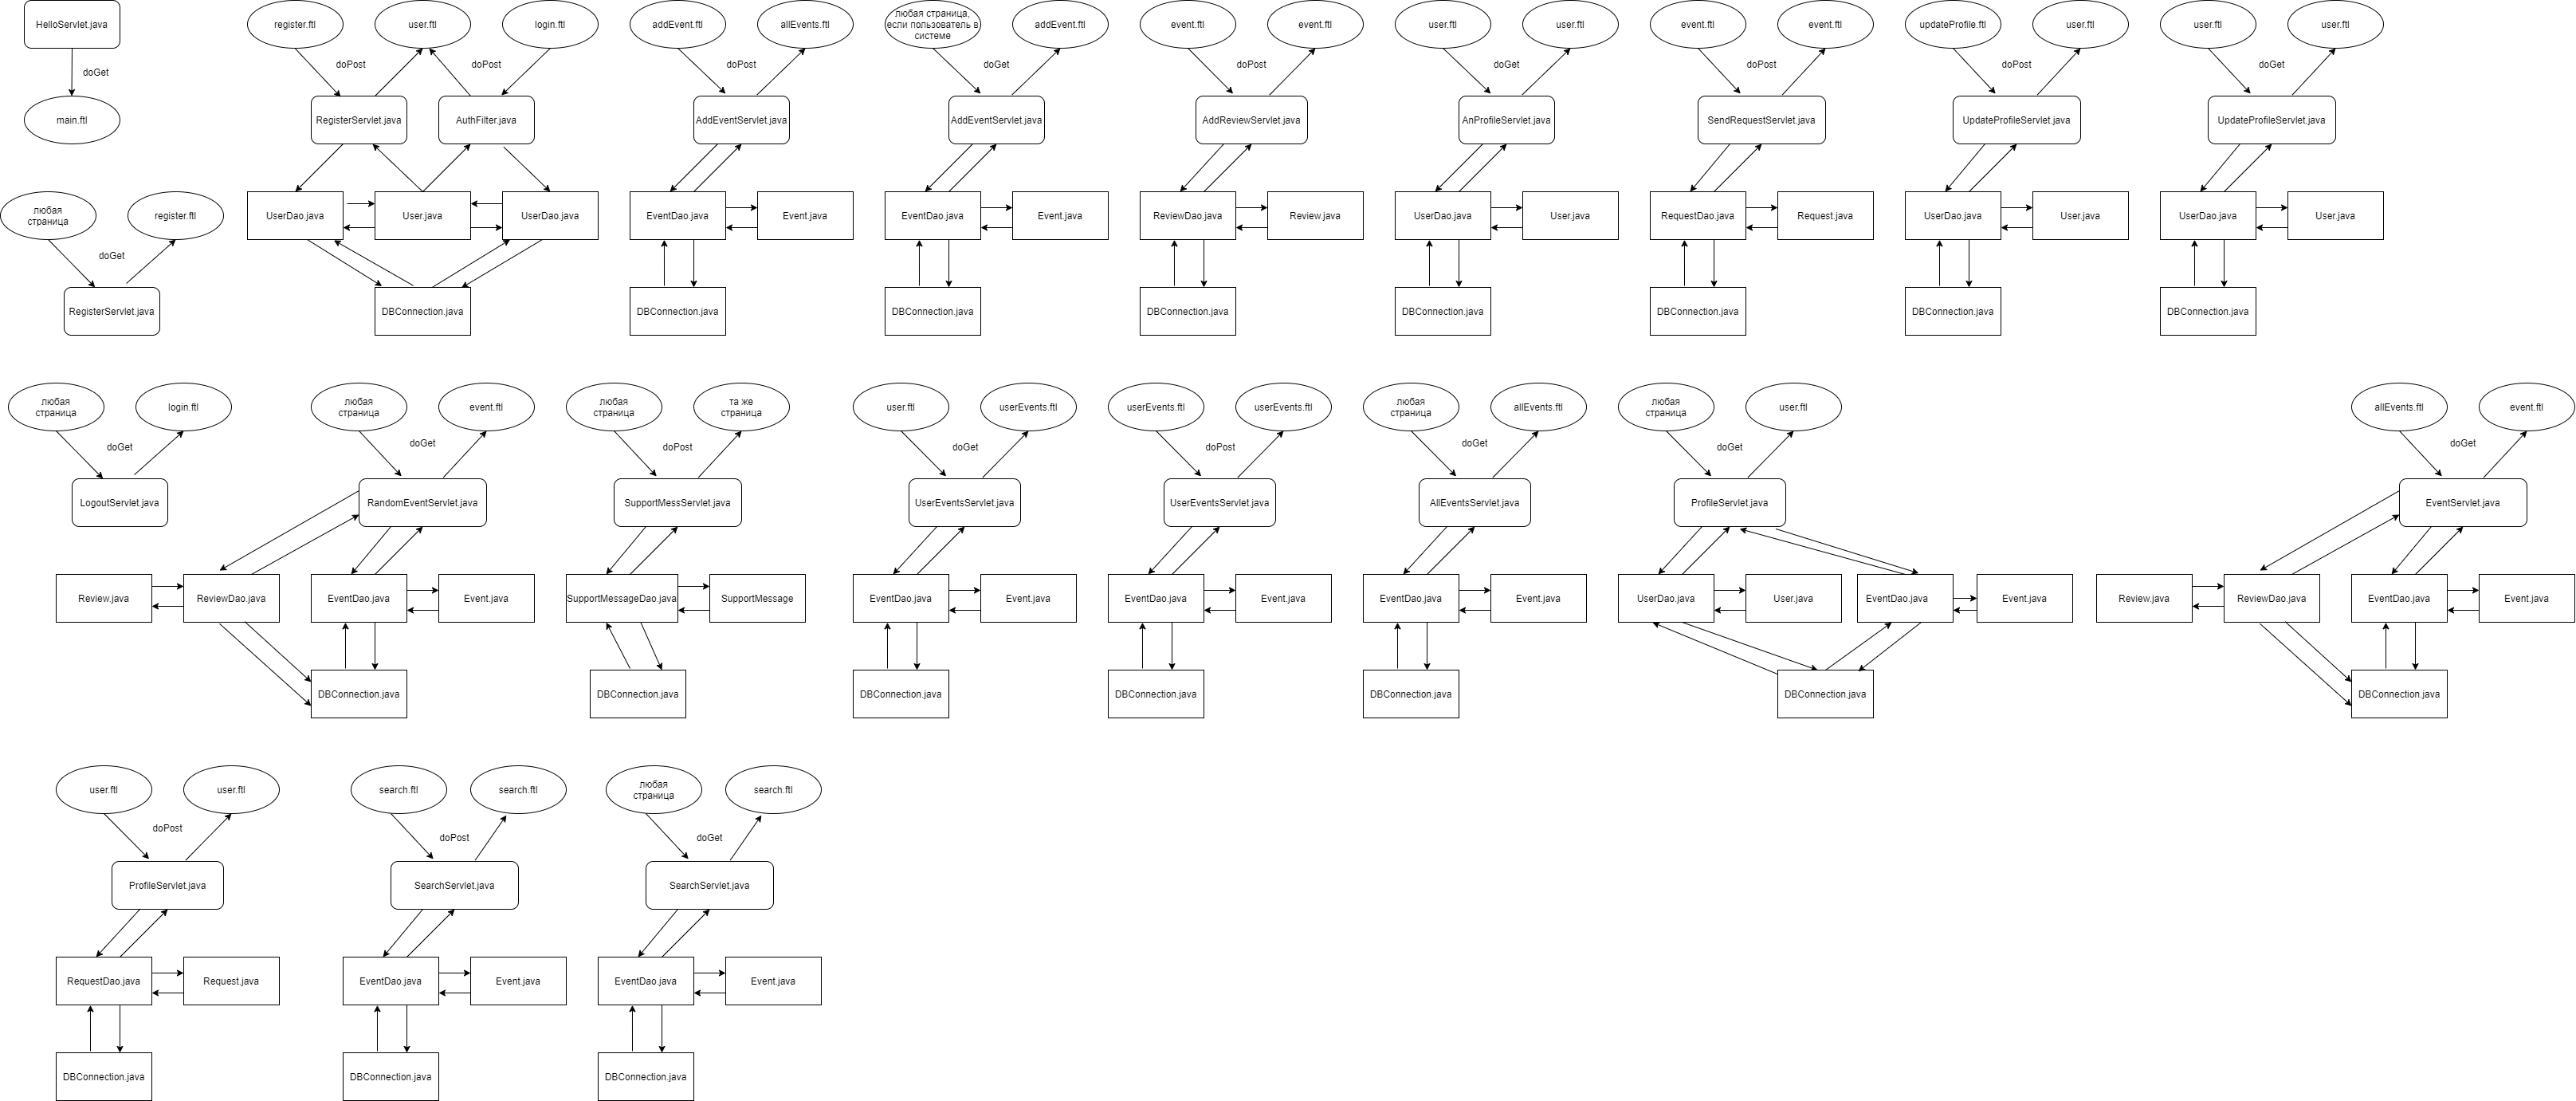 HelloServlet.java
doGet
main.ftl
любая
страница
register.ftl
doGet
RegisterServlet.java
register.ftl
user.ftl
login.ftl
doPost
doPost
RegisterServlet.java
AuthFilter.java
UserDao.java
User.java
UserDao.java
DBConnection.java
addEvent.ftl
allEvents.ftl
doPost
AddEventServlet.java
EventDao.java
Event.java
DBConnection.java
любая страница,
если пользователь в
системе
addEvent.ftl
doGet
AddEventServlet.java
EventDao.java
Event.java
DBConnection.java
event.ftl
event.ftl
doPost
AddReviewServlet.java
ReviewDao.java
Review.java
DBConnection.java
user.ftl
user.ftl
doGet
AnProfileServlet.java
UserDao.java
User.java
DBConnection.java
event.ftl
event.ftl
doPost
SendRequestServlet.java
RequestDao.java
Request.java
DBConnection.java
updateProfile.ftl
user.ftl
doPost
UpdateProfileServlet.java
UserDao.java
User.java
DBConnection.java
user.ftl
user.ftl
doGet
UpdateProfileServlet.java
UserDao.java
User.java
DBConnection.java
любая
страница
login.ftl
doGet
LogoutServlet.java
любая
страница
event.ftl
doGet
RandomEventServlet.java
Review.java
ReviewDao.java
EventDao.java
Event.java
DBConnection.java
любая
страница
та же
страница
doPost
SupportMessServlet.java
SupportMessageDao.java
SupportMessage
DBConnection.java
user.ftl
userEvents.ftl
doGet
UserEventsServlet.java
EventDao.java
Event.java
DBConnection.java
userEvents.ftl
userEvents.ftl
doPost
UserEventsServlet.java
EventDao.java
Event.java
DBConnection.java
любая
страница
allEvents.ftl
doGet
AllEventsServlet.java
EventDao.java
Event.java
DBConnection.java
любая
страница
user.ftl
doGet
ProfileServlet.java
UserDao.java
User.java
EventDao.java
Event.java
DBConnection.java
allEvents.ftl
event.ftl
doGet
EventServlet.java
Review.java
ReviewDao.java
EventDao.java
Event.java
DBConnection.java
user.ftl
user.ftl
doPost
ProfileServlet.java
RequestDao.java
Request.java
DBConnection.java
search.ftl
search.ftl
doPost
SearchServlet.java
EventDao.java
Event.java
DBConnection.java
любая
страница
search.ftl
doGet
SearchServlet.java
EventDao.java
Event.java
DBConnection.java